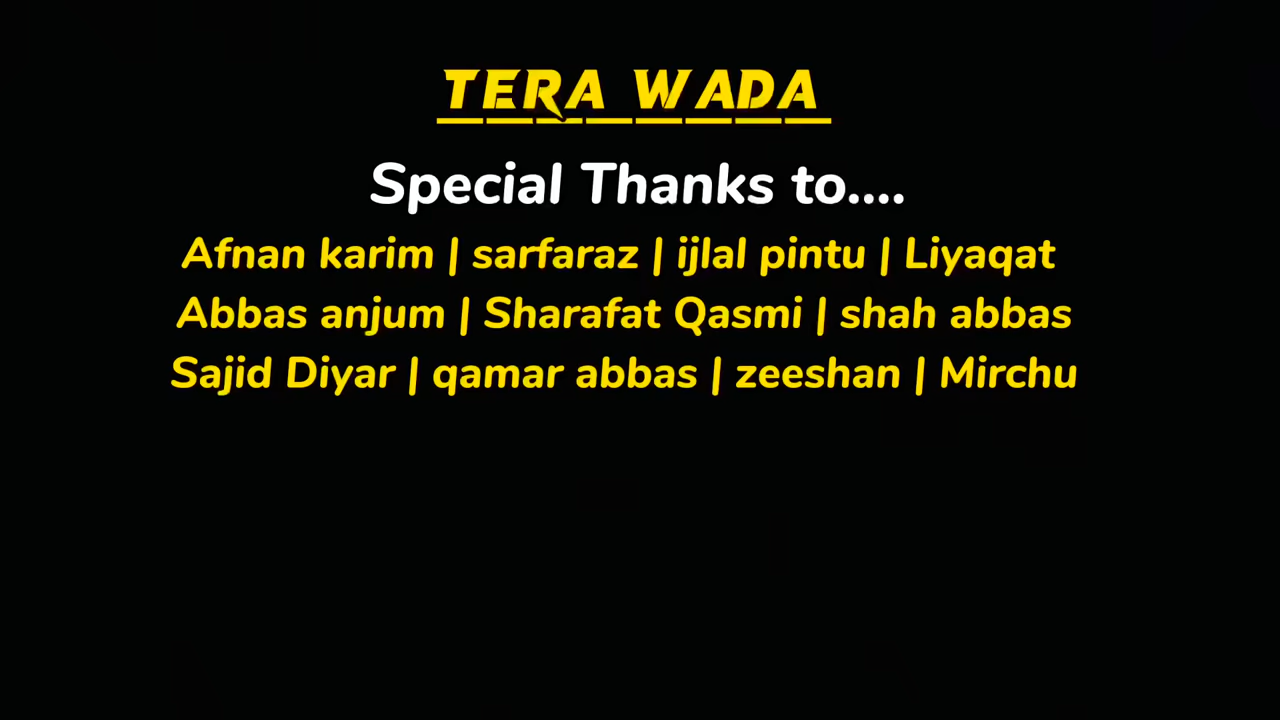 TERA WADA
Special Thanks to....
Afnan karim | sarfaraz | ijlal pintu | Liyaqat
Abbas anjum | Sharafat Qasmi | shah abbas
Sajid Diyar | qamar abbas | zeeshan | Mirchu